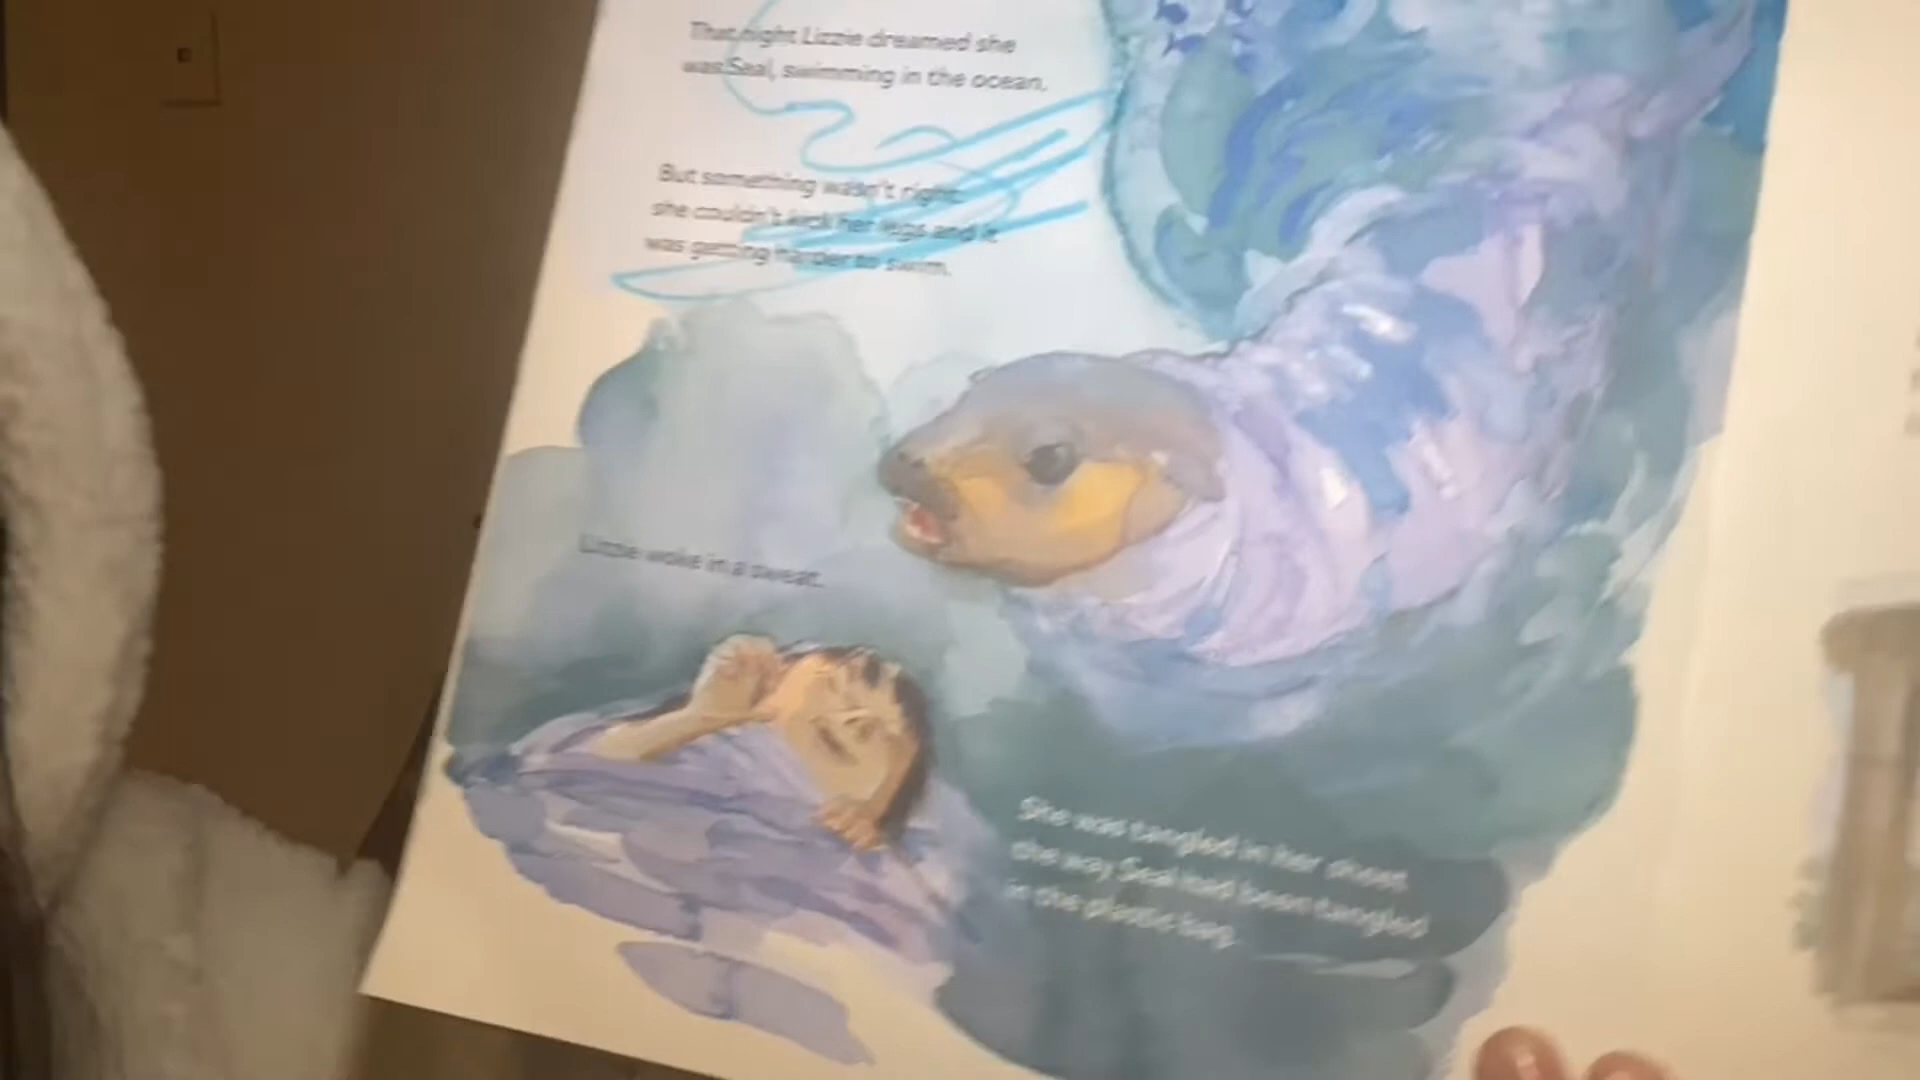 That night Lizzie dreamed she
was Seal, swimming in the ocean.
But something wasn't right:
she couldn't kick her legs and it
was getting harder to swim.
Lizzie woke in a sweat.
She was tangled in her sheet
the way Seal had been tangled
in the plastic bag.